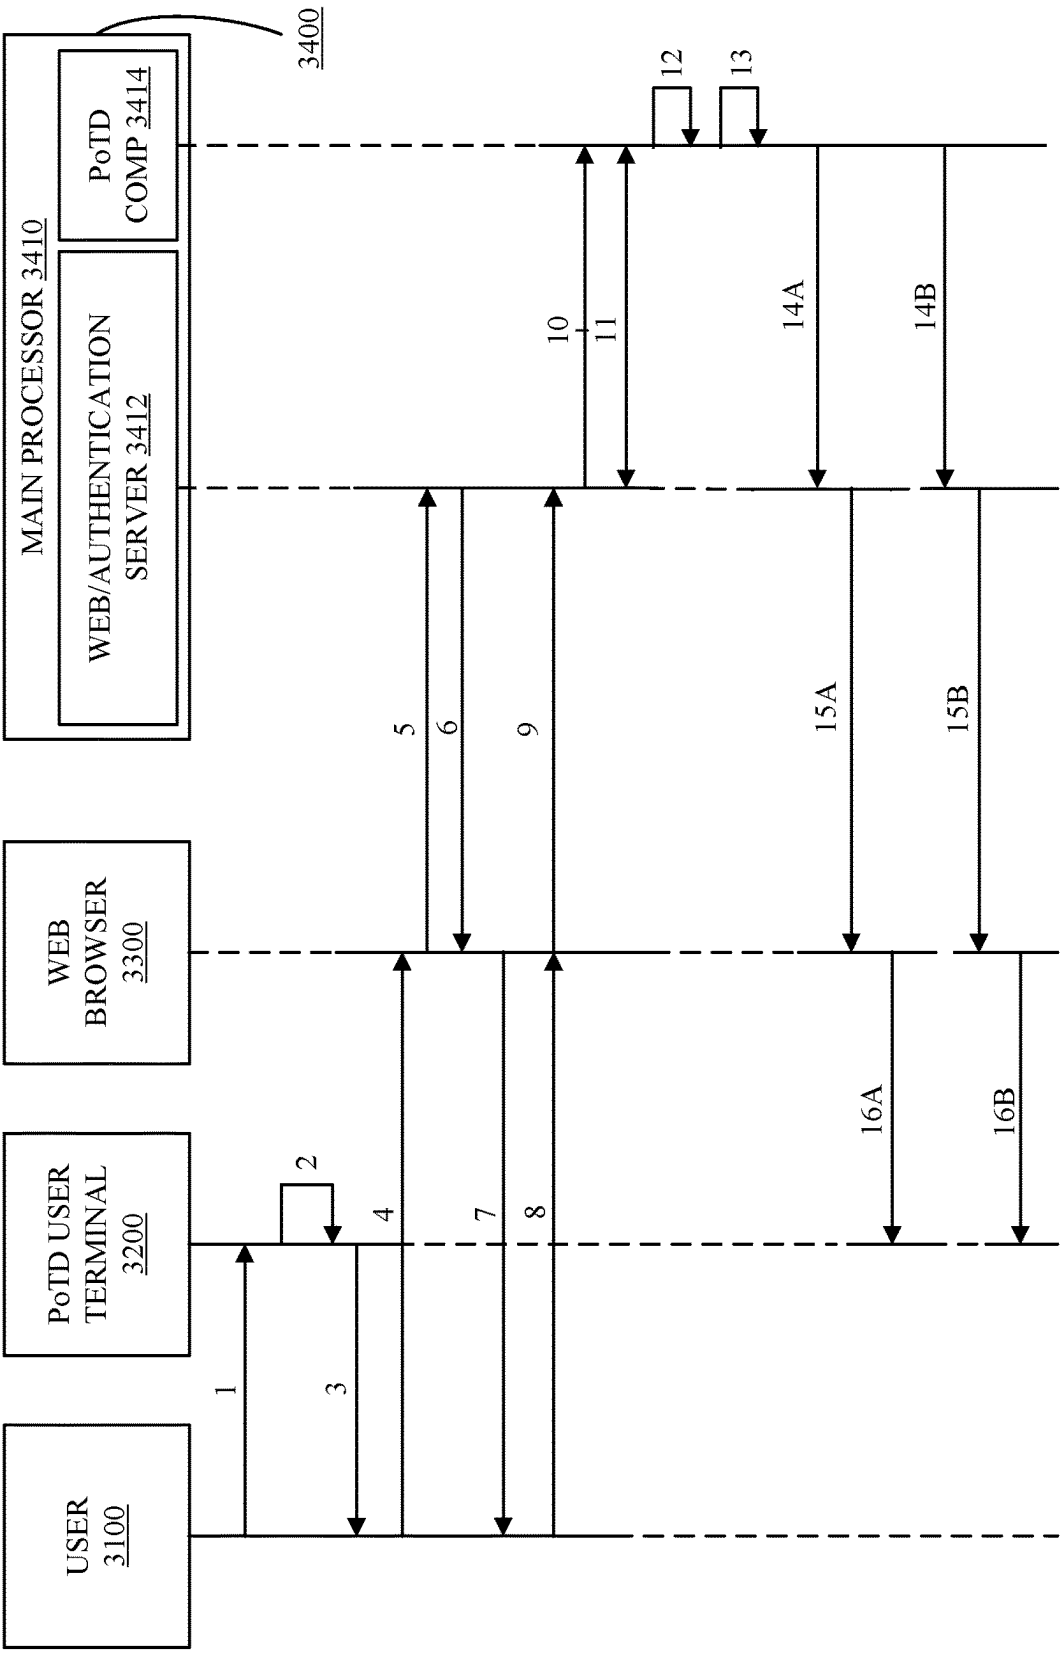 USER
3100
PoTD USER
TERMINAL
3200
WEB
BROWSER
3300
MAIN PROCESSOR 3410
WEB/AUTHENTICATION
SERVER 3412
PoTD
COMP 3414
3400
1
2
3
4
5
6
7
8
9
10
11
12
13
14A
15A
16A
14B
15B
16B